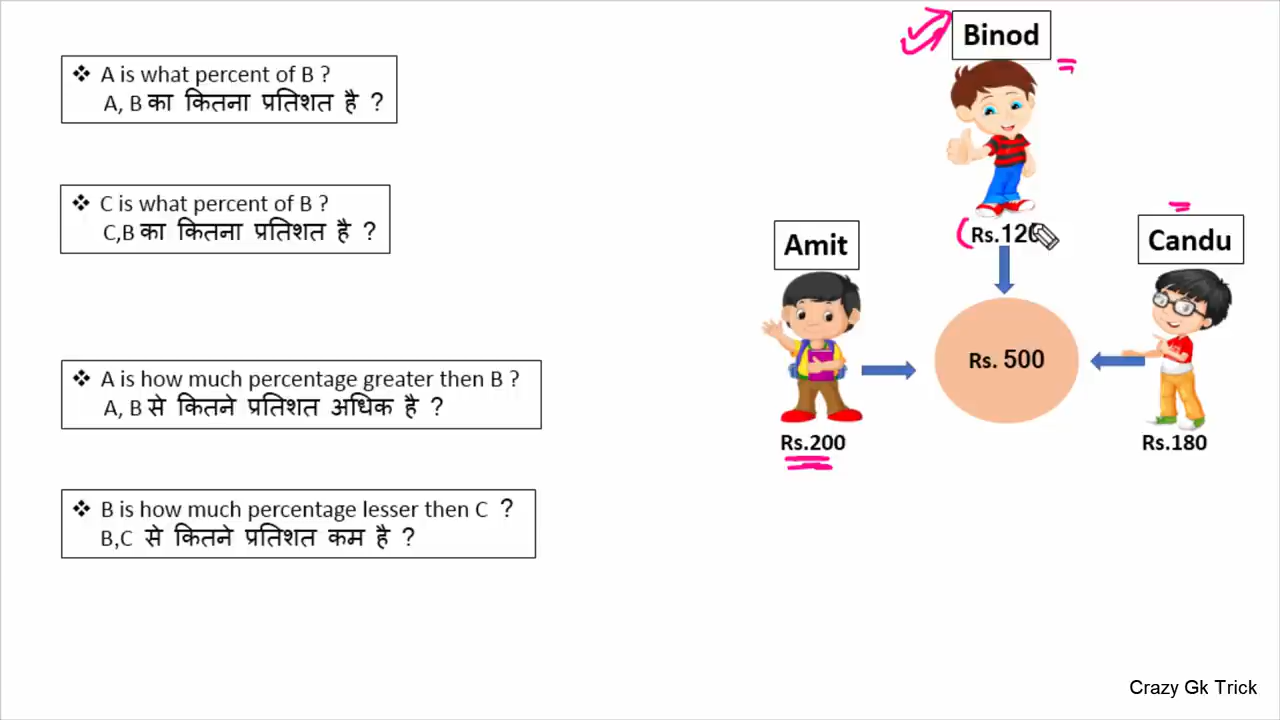 ❖ A is what percent of B ?
A, B का कितना प्रतिशत है ?
❖ C is what percent of B ?
C,B का कितना प्रतिशत है ?
❖ A is how much percentage greater then B ?
A, B से कितने प्रतिशत अधिक है ?
❖ B is how much percentage lesser then C ?
B,C से कितने प्रतिशत कम है ?
Binod
Rs.120
Amit
Candu
Rs. 500
Rs.200
Rs.180
Crazy Gk Trick